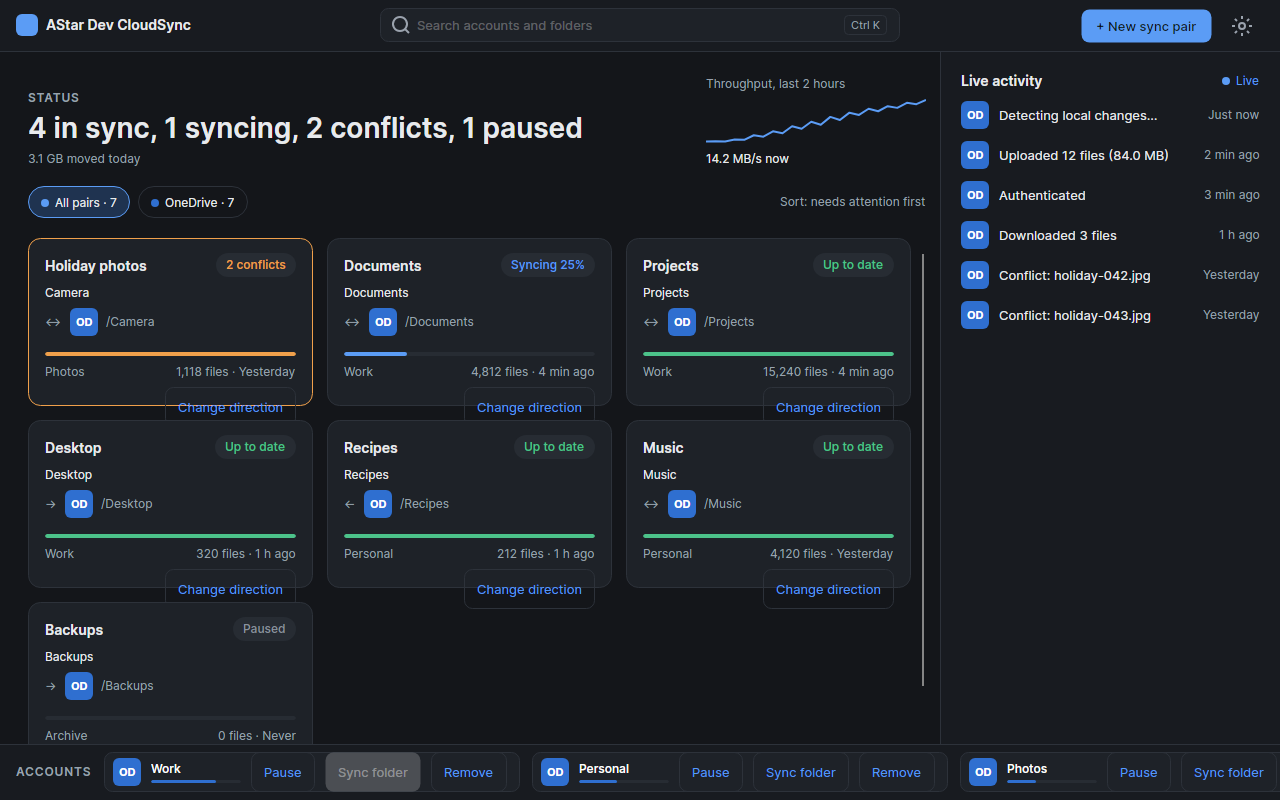 AStar Dev CloudSync
Search accounts and folders
Ctrl K
+ New sync pair
STATUS
4 in sync, 1 syncing, 2 conflicts, 1 paused
3.1 GB moved today
Throughput, last 2 hours
14.2 MB/s now
All pairs · 7
OneDrive · 7
Sort: needs attention first
Holiday photos
2 conflicts
Camera
↔ OD /Camera
Photos
1,118 files · Yesterday
Change direction
Documents
Syncing 25%
Documents
↔ OD /Documents
Work
4,812 files · 4 min ago
Change direction
Projects
Up to date
Projects
↔ OD /Projects
Work
15,240 files · 4 min ago
Change direction
Desktop
Up to date
Desktop
→ OD /Desktop
Work
320 files · 1 h ago
Change direction
Recipes
Up to date
Recipes
← OD /Recipes
Personal
212 files · 1 h ago
Change direction
Music
Up to date
Music
↔ OD /Music
Personal
4,120 files · Yesterday
Change direction
Backups
Paused
Backups
→ OD /Backups
Archive
0 files · Never
Live activity
Live
OD Detecting local changes... Just now
OD Uploaded 12 files (84.0 MB) 2 min ago
OD Authenticated 3 min ago
OD Downloaded 3 files 1 h ago
OD Conflict: holiday-042.jpg Yesterday
OD Conflict: holiday-043.jpg Yesterday
ACCOUNTS
OD Work Pause Sync folder Remove
OD Personal Pause Sync folder Remove
OD Photos Pause Sync folder